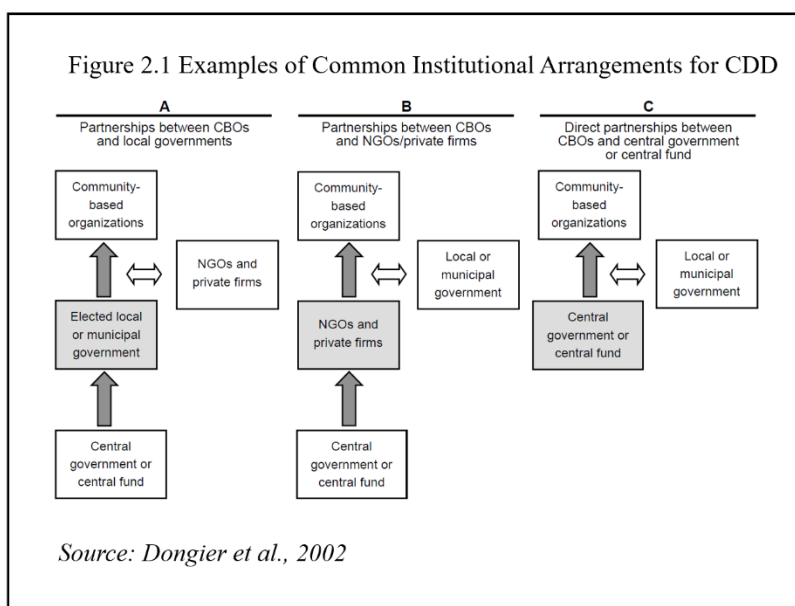 Figure 2.1 Examples of Common Institutional Arrangements for CDD
A
Partnerships between CBOs
and local governments
Community-
based
organizations
NGOs and
private firms
Elected local
or municipal
government
Central
government or
central fund
B
Partnerships between CBOs
and NGOs/private firms
Community-
based
organizations
Local or
municipal
government
NGOs and
private firms
Central
government or
central fund
C
Direct partnerships between
CBOs and central government
or central fund
Community-
based
organizations
Local or
municipal
government
Central
government or
central fund
Source: Dongier et al., 2002